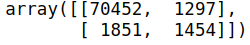 array([[70452,  1297],
       [ 1851,  1454]])